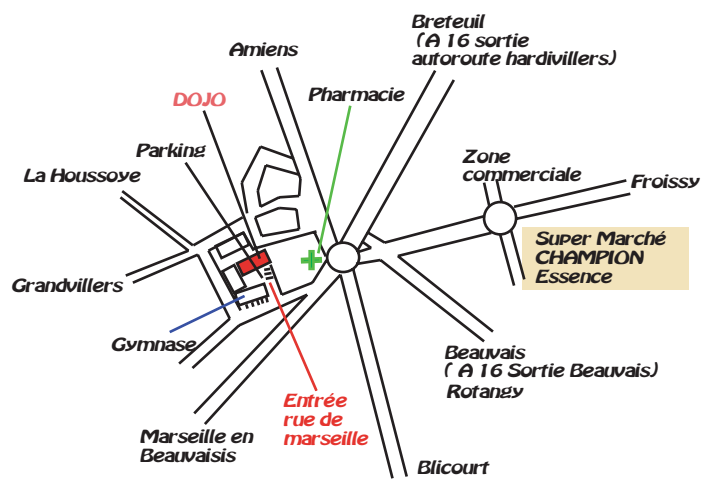 Breteuil
( A 16 sortie
autoroute hardivillers)
Amiens
Pharmacie
DOJO
Parking
Zone
commerciale
La Houssoye
Froissy
Super Marché
CHAMPION
Essence
Grandvillers
Gymnase
Beauvais
( A 16 Sortie Beauvais)
Rotangy
Entrée
rue de
marseille
Marseille en
Beauvaisis
Blicourt